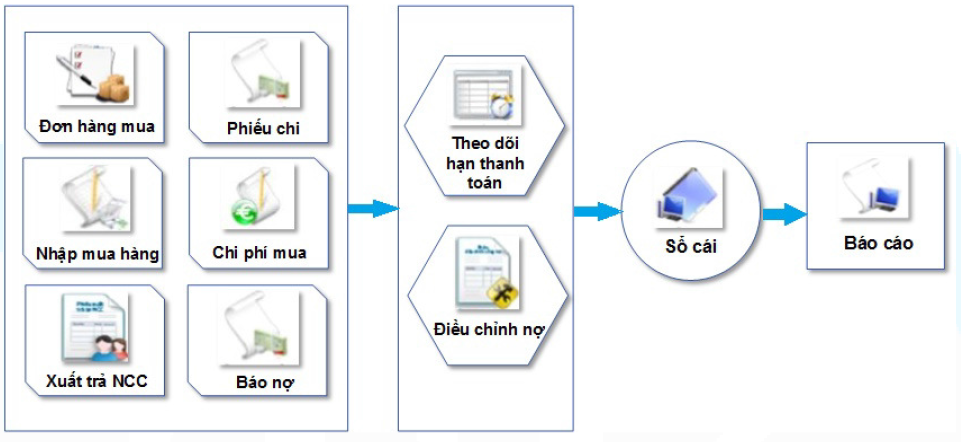 Đơn hàng mua
Phiếu chi
Nhập mua hàng
Chi phí mua
Xuất trả NCC
Báo nợ
Theo dõi
hạn thanh
toán
Điều chỉnh nợ
Sổ cái
Báo cáo